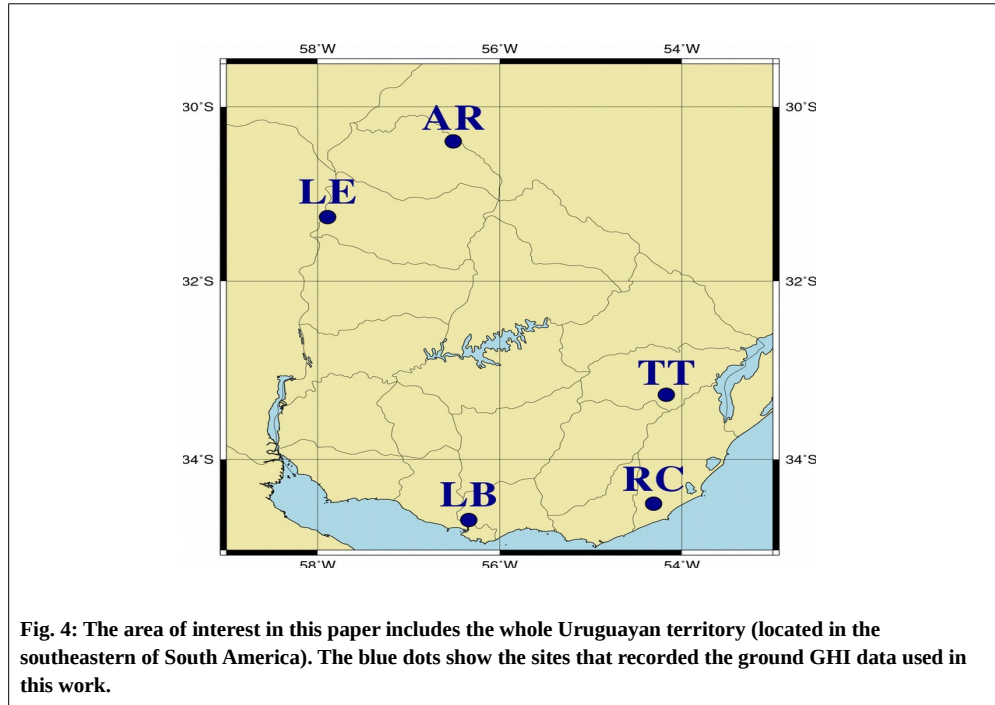 58°W 56°W 54°W
30°S 30°S
AR
LE
32°S 32°S
TT
34°S 34°S
RC
LB
58°W 56°W 54°W
Fig. 4: The area of interest in this paper includes the whole Uruguayan territory (located in the
southeastern of South America). The blue dots show the sites that recorded the ground GHI data used in
this work.